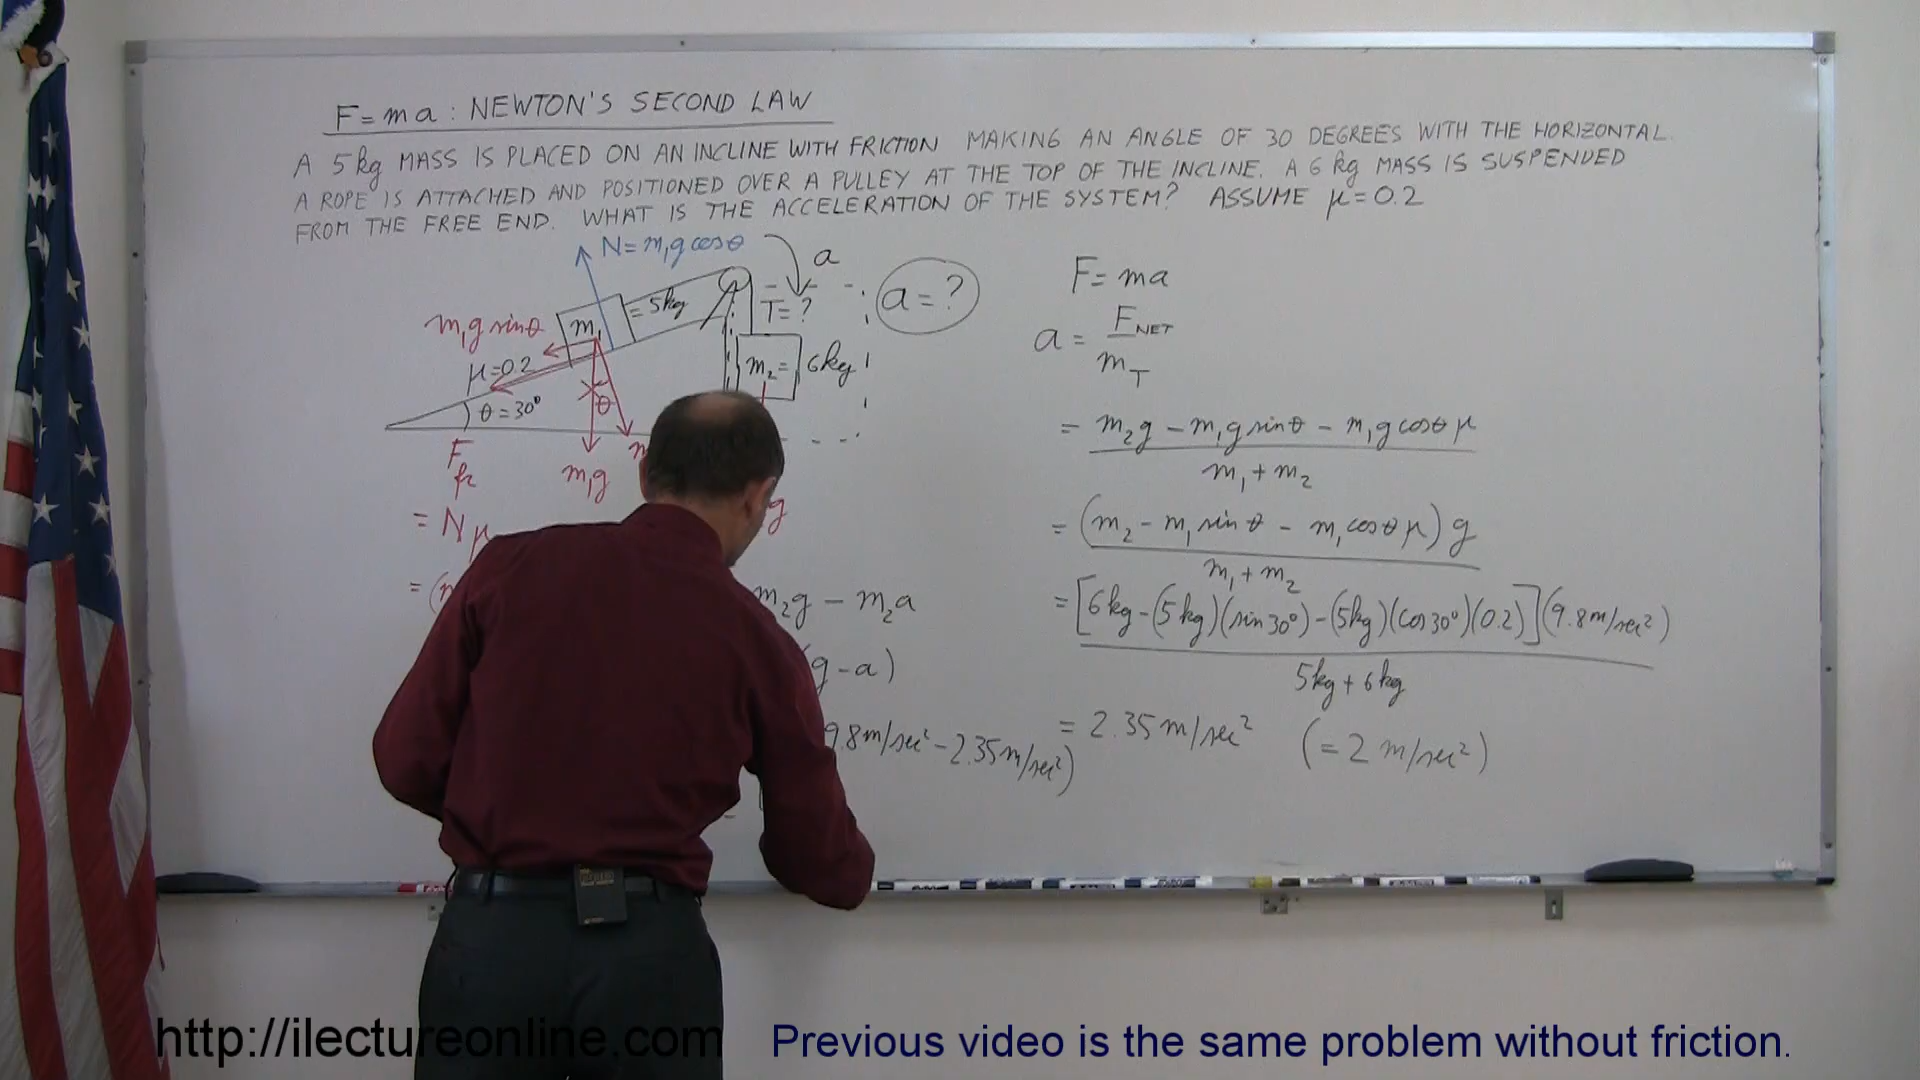 F = ma : NEWTON'S SECOND LAW
A 5 kg MASS IS PLACED ON AN INCLINE WITH FRICTION MAKING AN ANGLE OF 30 DEGREES WITH THE HORIZONTAL.
A ROPE IS ATTACHED AND POSITIONED OVER A PULLEY AT THE TOP OF THE INCLINE. A 6 kg MASS IS SUSPENDED
FROM THE FREE END. WHAT IS THE ACCELERATION OF THE SYSTEM? ASSUME μ = 0.2
N = m₁g cosθ
a
m₁ = 5kg
T = ?
a = ?
m₁g sinθ
μ = 0.2
m₂ = 6kg
θ = 30°
θ
F fr
m₁g
g
= Nμ
m₂g - m₂a
g - a)
9.8 m/sec² - 2.35 m/sec²)
F = ma
a = F NET
m T
= m₂g - m₁g sinθ - m₁g cosθ μ
m₁ + m₂
= (m₂ - m₁ sinθ - m₁ cosθ μ) g
m₁ + m₂
= [6kg - (5kg)(sin 30°) - (5kg)(cos 30°)(0.2)](9.8 m/sec²)
5kg + 6kg
= 2.35 m/sec² (= 2 m/sec²)
http://ilectureonline.com
Previous video is the same problem without friction.